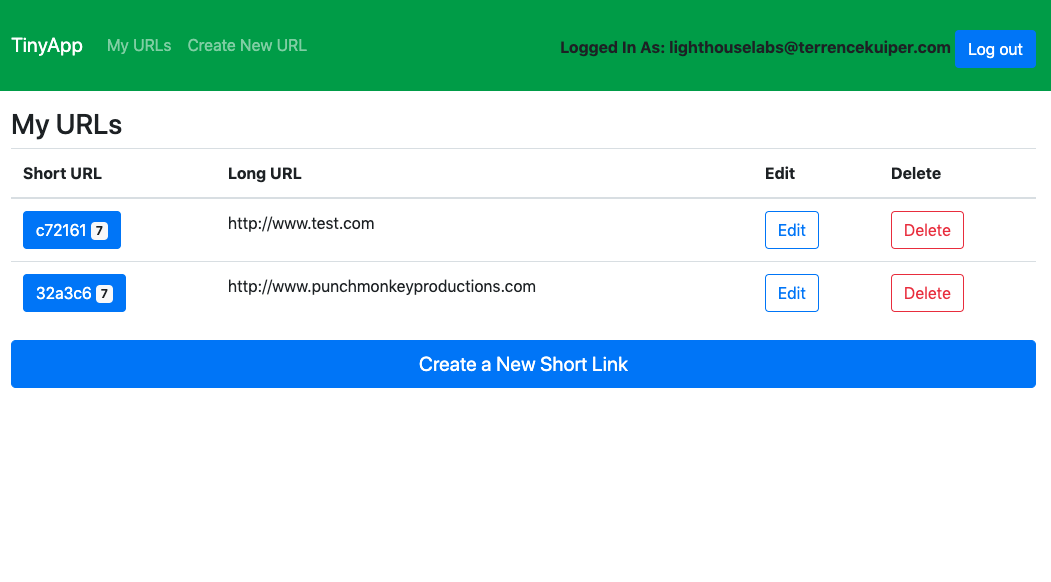 TinyApp My URLs Create New URL Logged In As: lighthouselabs@terrencekuiper.com Log out
My URLs
Short URL Long URL Edit Delete
c72161 7 http://www.test.com Edit Delete
32a3c6 7 http://www.punchmonkeyproductions.com Edit Delete
Create a New Short Link